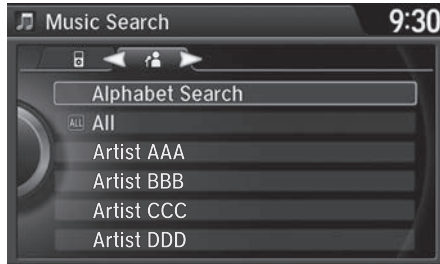 Music Search 9:30
Alphabet Search
ALL All
Artist AAA
Artist BBB
Artist CCC
Artist DDD